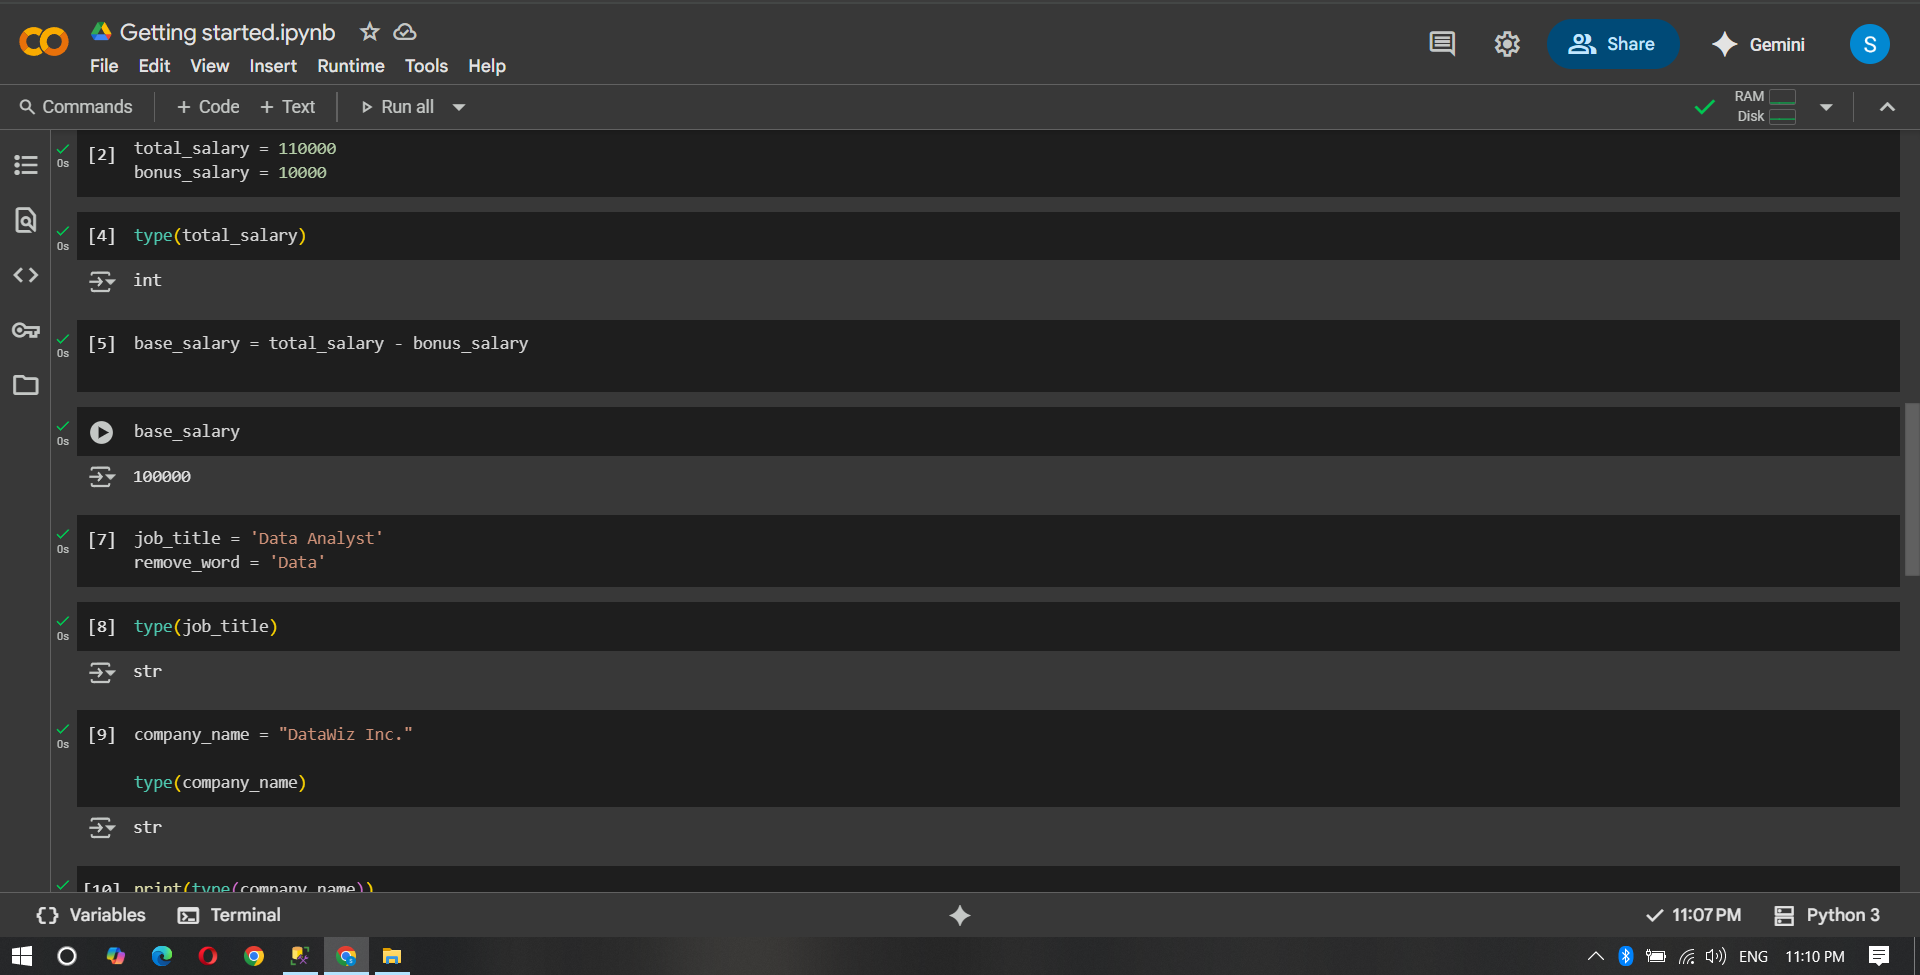 Getting started.ipynb
File Edit View Insert Runtime Tools Help
Share
Gemini
S
Commands + Code + Text Run all
RAM
Disk
0s
[2] total_salary = 110000
bonus_salary = 10000
0s
[4] type(total_salary)
int
0s
[5] base_salary = total_salary - bonus_salary
0s
base_salary
100000
0s
[7] job_title = 'Data Analyst'
remove_word = 'Data'
0s
[8] type(job_title)
str
0s
[9] company_name = "DataWiz Inc."
type(company_name)
str
[10] print(type(company_name))
{} Variables Terminal 11:07 PM Python 3
ENG 11:10 PM